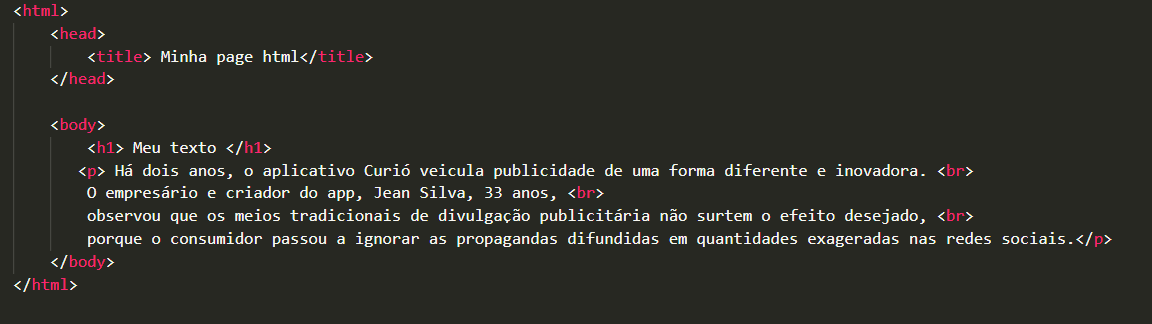 <html>
<head>
<title> Minha page html</title>
</head>
<body>
<h1> Meu texto </h1>
<p> Há dois anos, o aplicativo Curió veicula publicidade de uma forma diferente e inovadora. <br>
O empresário e criador do app, Jean Silva, 33 anos, <br>
observou que os meios tradicionais de divulgação publicitária não surtem o efeito desejado, <br>
porque o consumidor passou a ignorar as propagandas difundidas em quantidades exageradas nas redes sociais.</p>
</body>
</html>